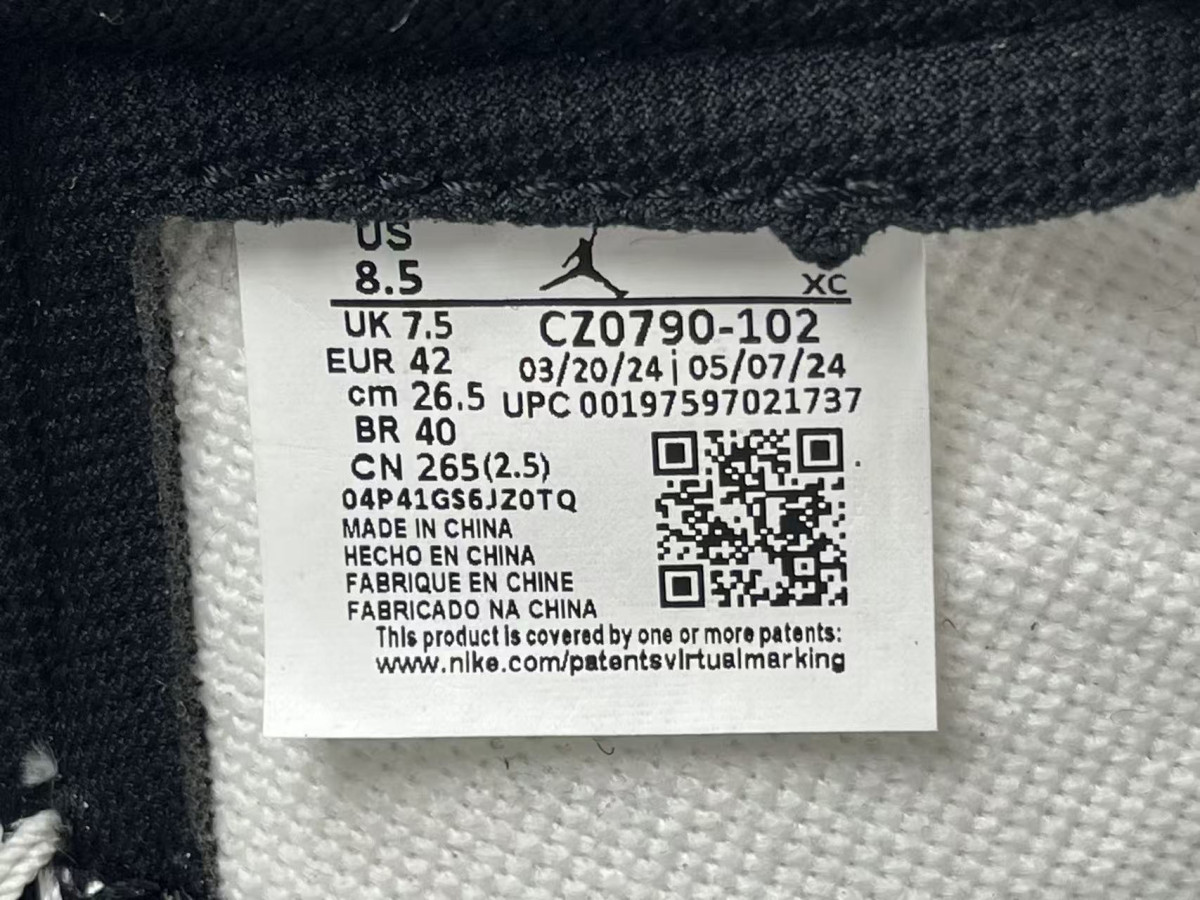 US
8.5
XC
UK 7.5
CZ0790-102
EUR 42
03/20/24 | 05/07/24
cm 26.5
UPC 00197597021737
BR 40
CN 265(2.5)
04P41GS6JZ0TQ
MADE IN CHINA
HECHO EN CHINA
FABRIQUE EN CHINE
FABRICADO NA CHINA
This product is covered by one or more patents:
www.nike.com/patentsvirtualmarking